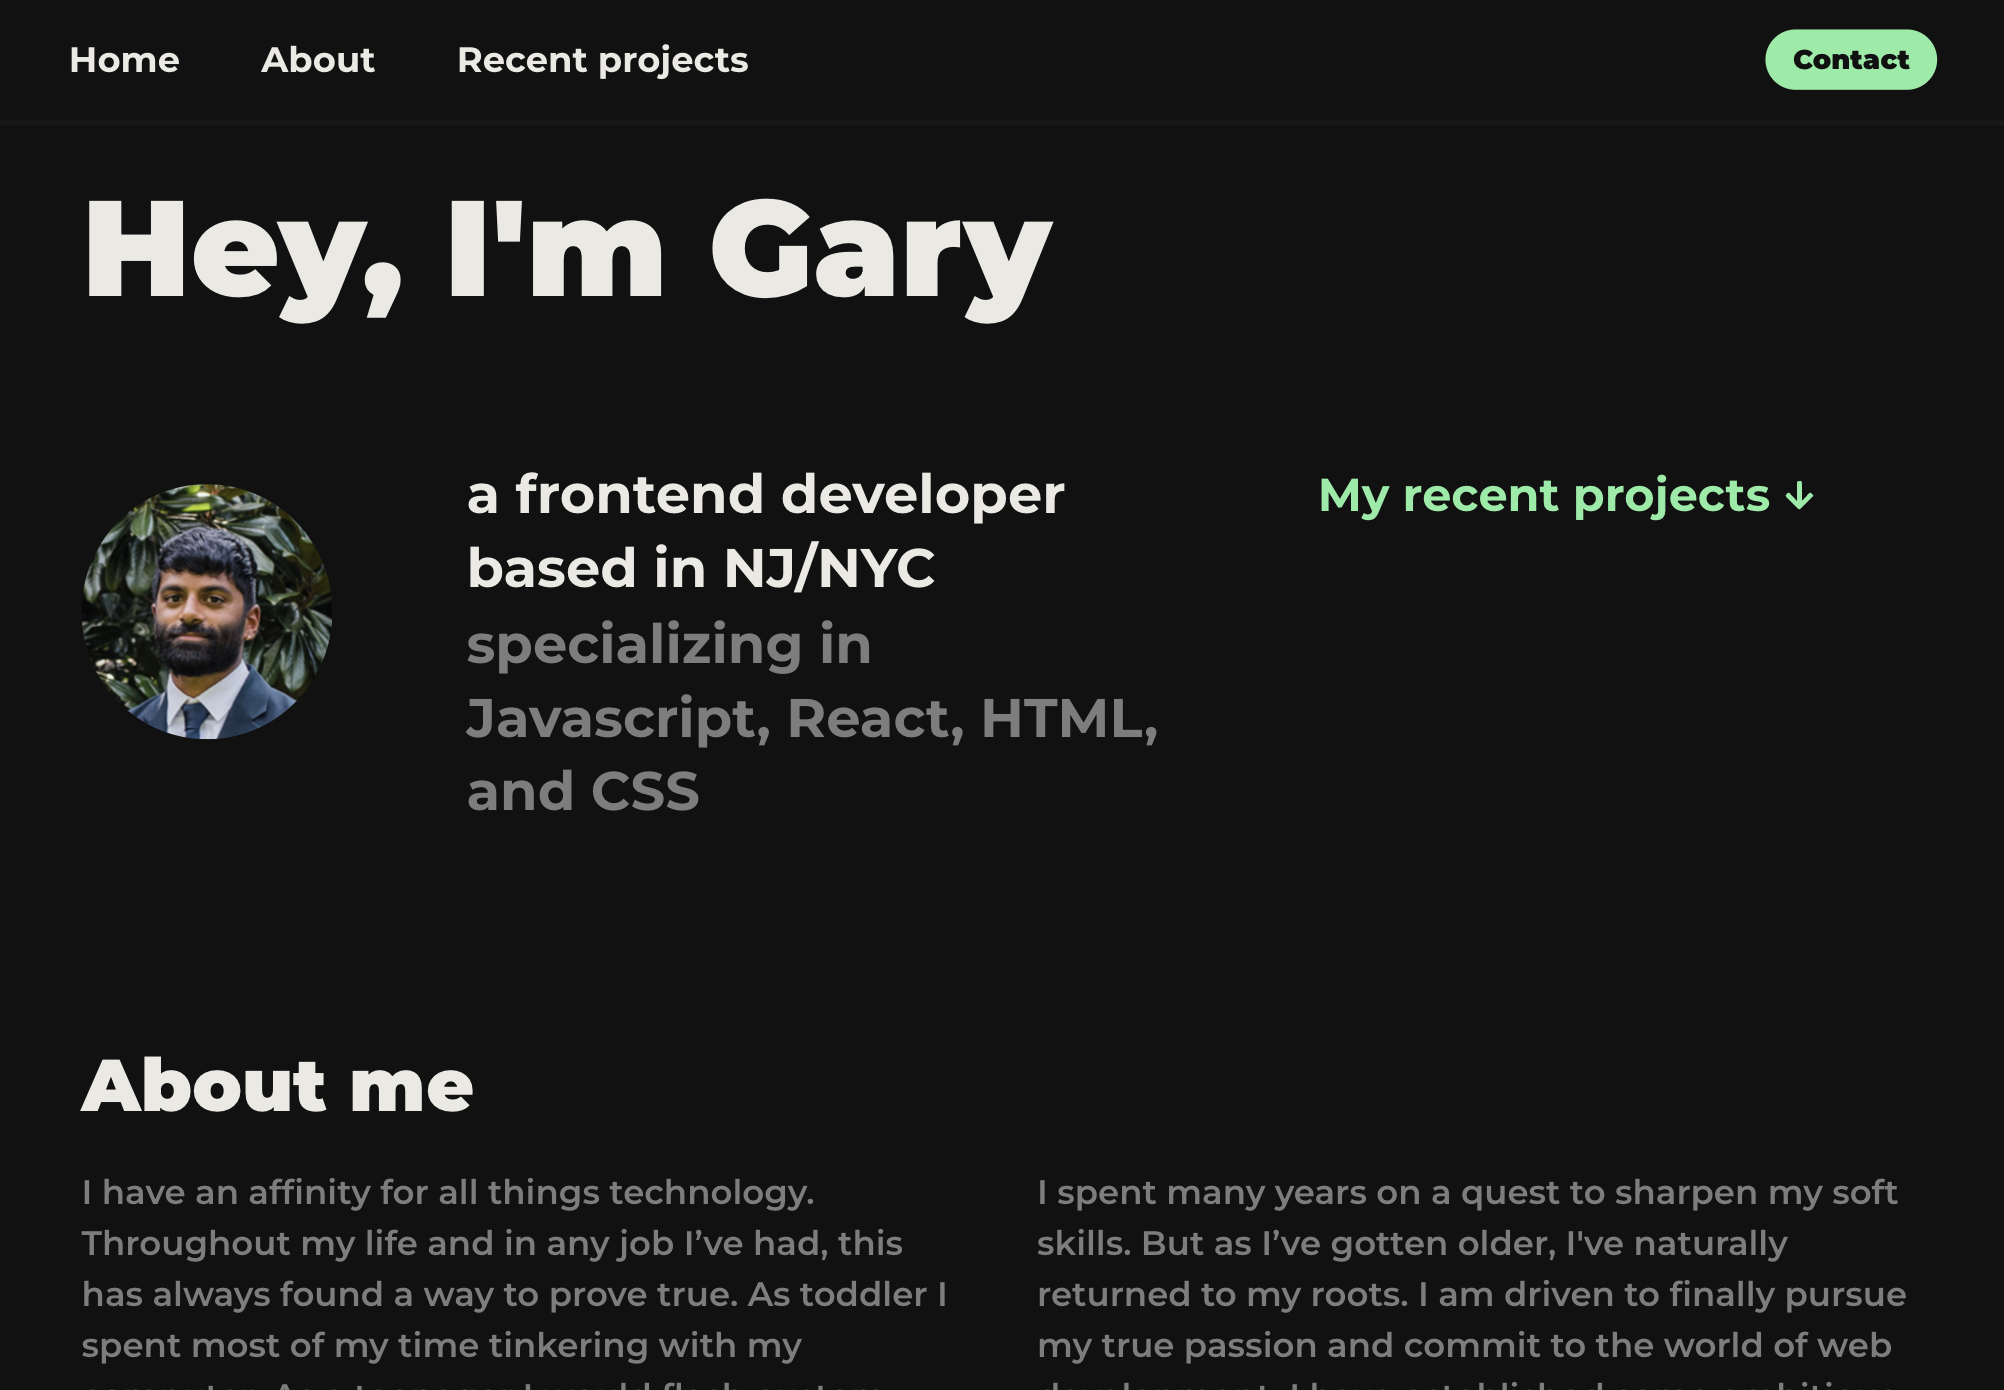 Home About Recent projects Contact
Hey, I'm Gary
a frontend developer
based in NJ/NYC
specializing in
Javascript, React, HTML,
and CSS
My recent projects ↓
About me
I have an affinity for all things technology.
Throughout my life and in any job I’ve had, this
has always found a way to prove true. As toddler I
spent most of my time tinkering with my
I spent many years on a quest to sharpen my soft
skills. But as I’ve gotten older, I've naturally
returned to my roots. I am driven to finally pursue
my true passion and commit to the world of web